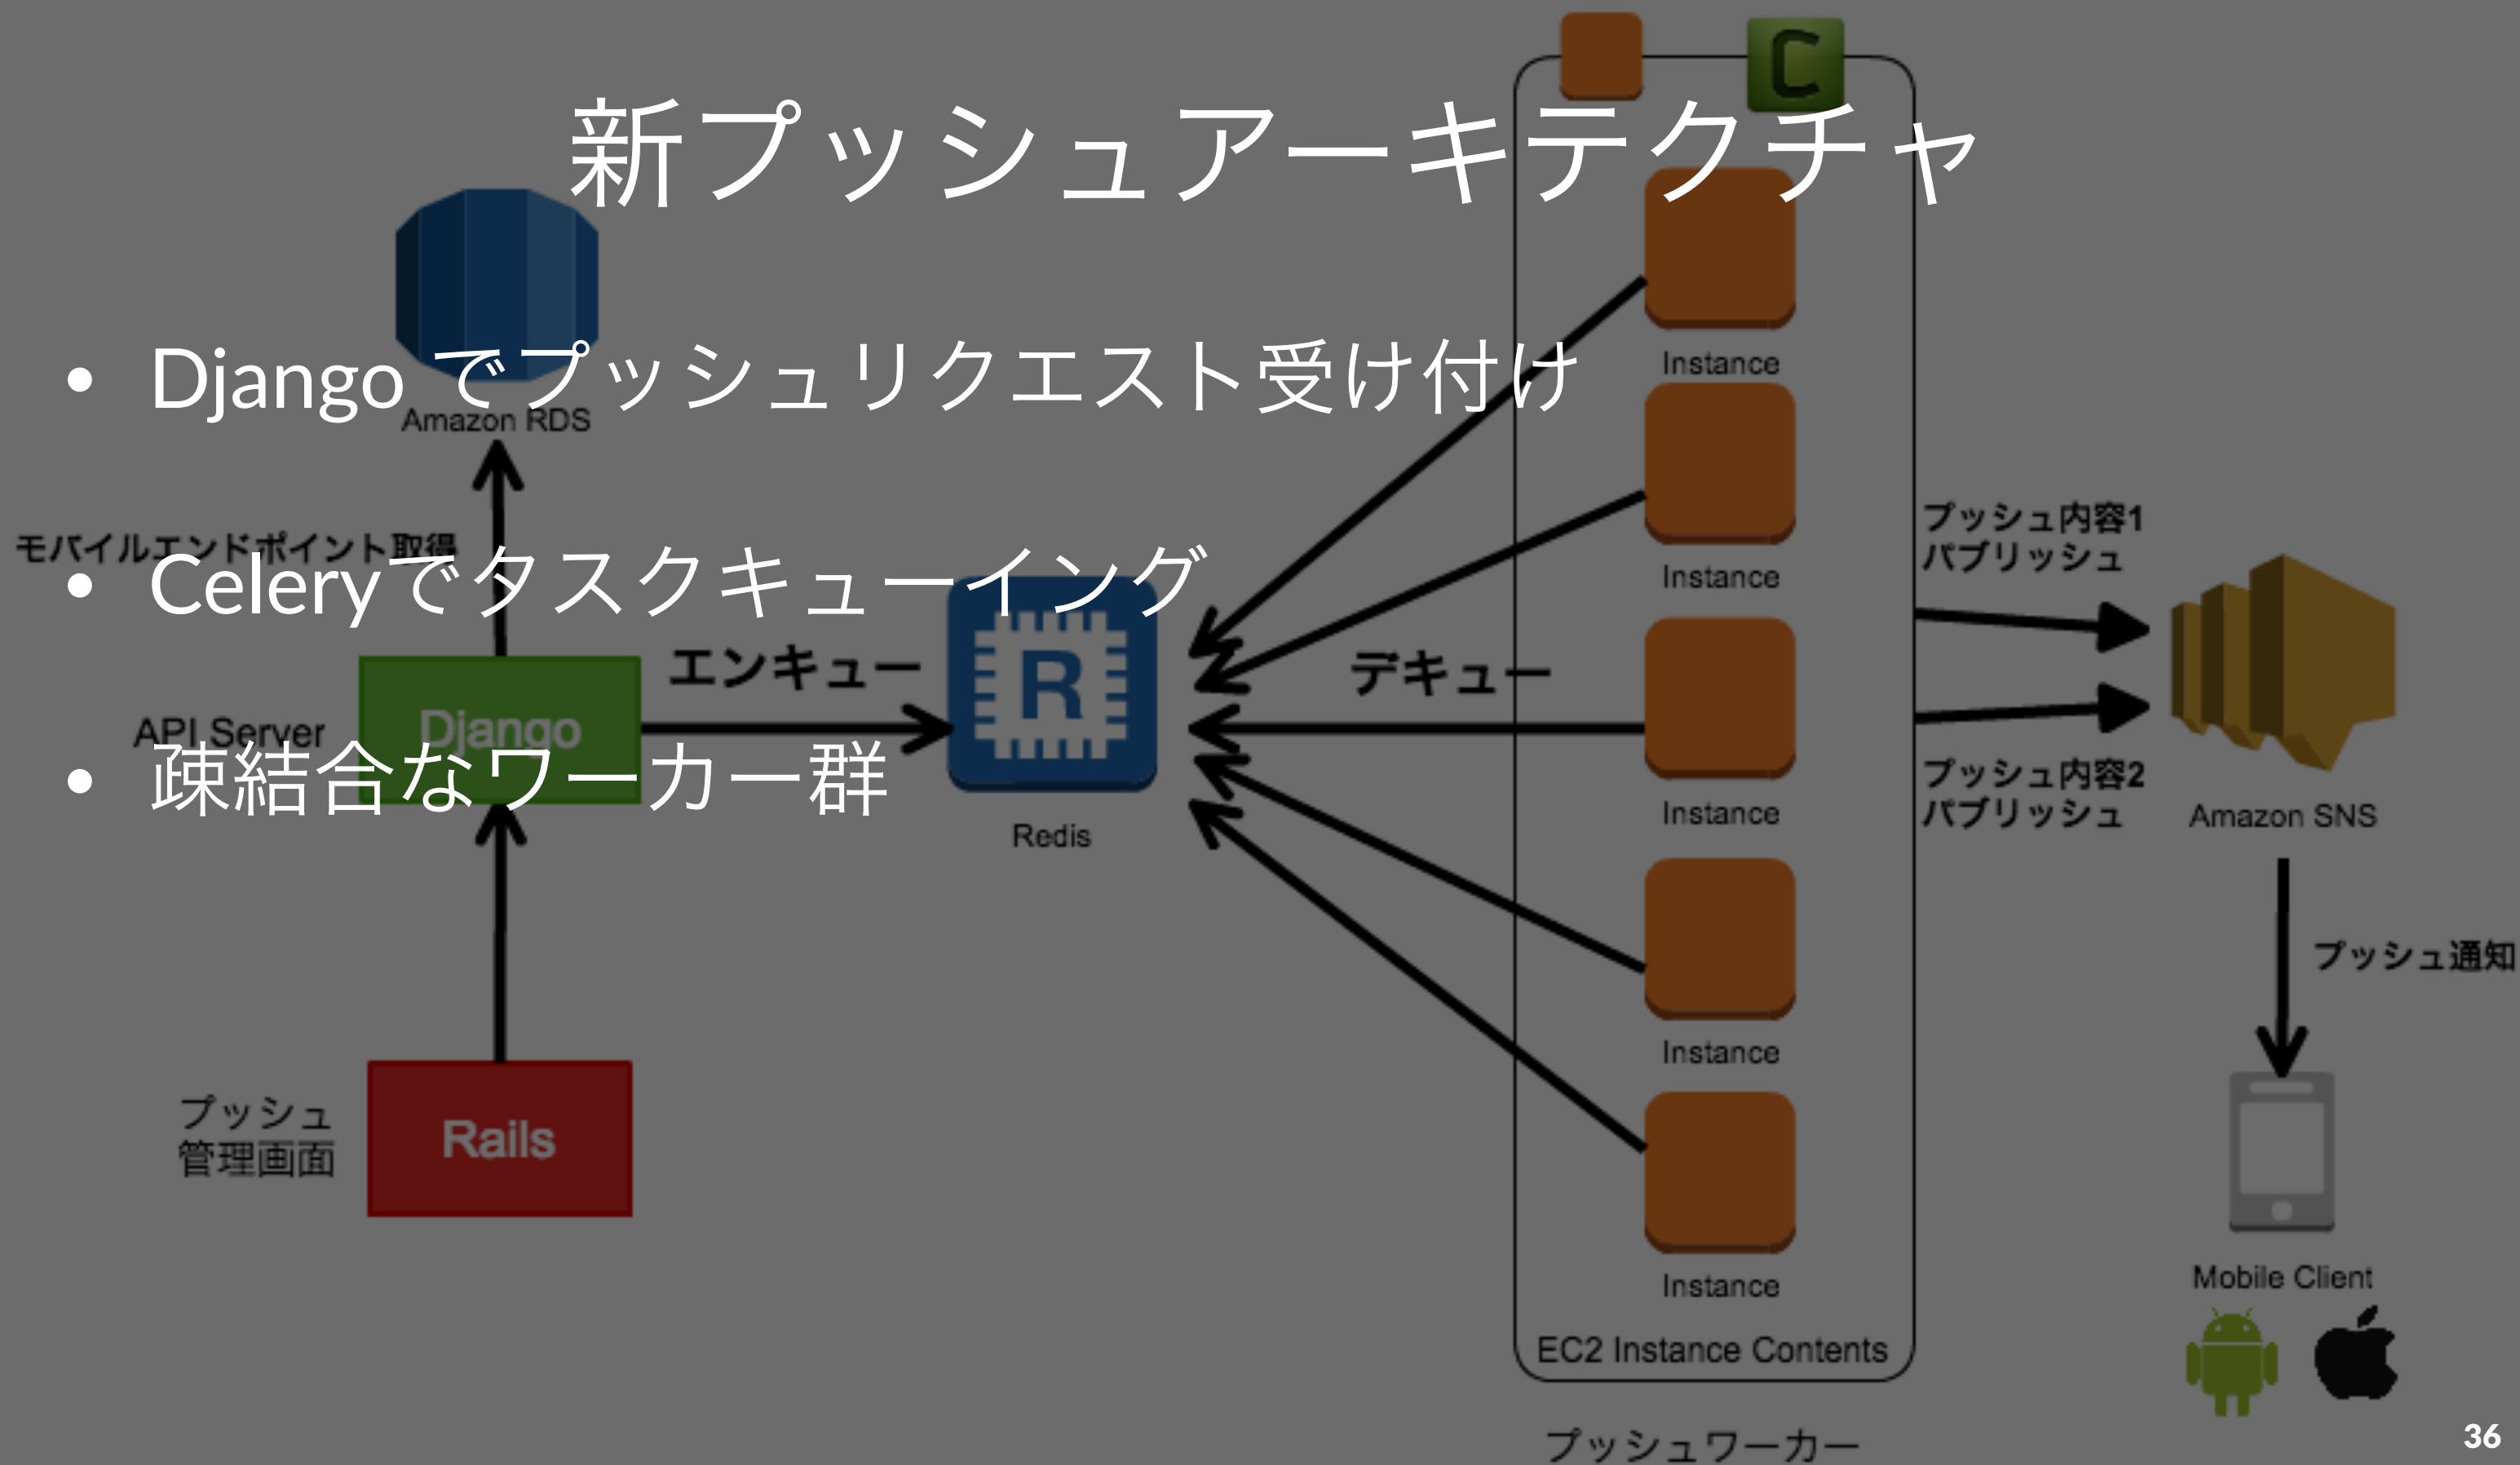 新プッシュアーキテクチャ
• Django でプッシュリクエスト受け付け
• Celeryでタスクキューイング
• 疎結合なワーカー群
C
Amazon RDS
モバイルエンドポイント取得
エンキュー
API Server
Django
R
Redis
デキュー
プッシュ
管理画面
Rails
Instance
Instance
Instance
Instance
Instance
EC2 Instance Contents
プッシュワーカー
プッシュ内容1
パブリッシュ
プッシュ内容2
パブリッシュ
Amazon SNS
プッシュ通知
Mobile Client
36